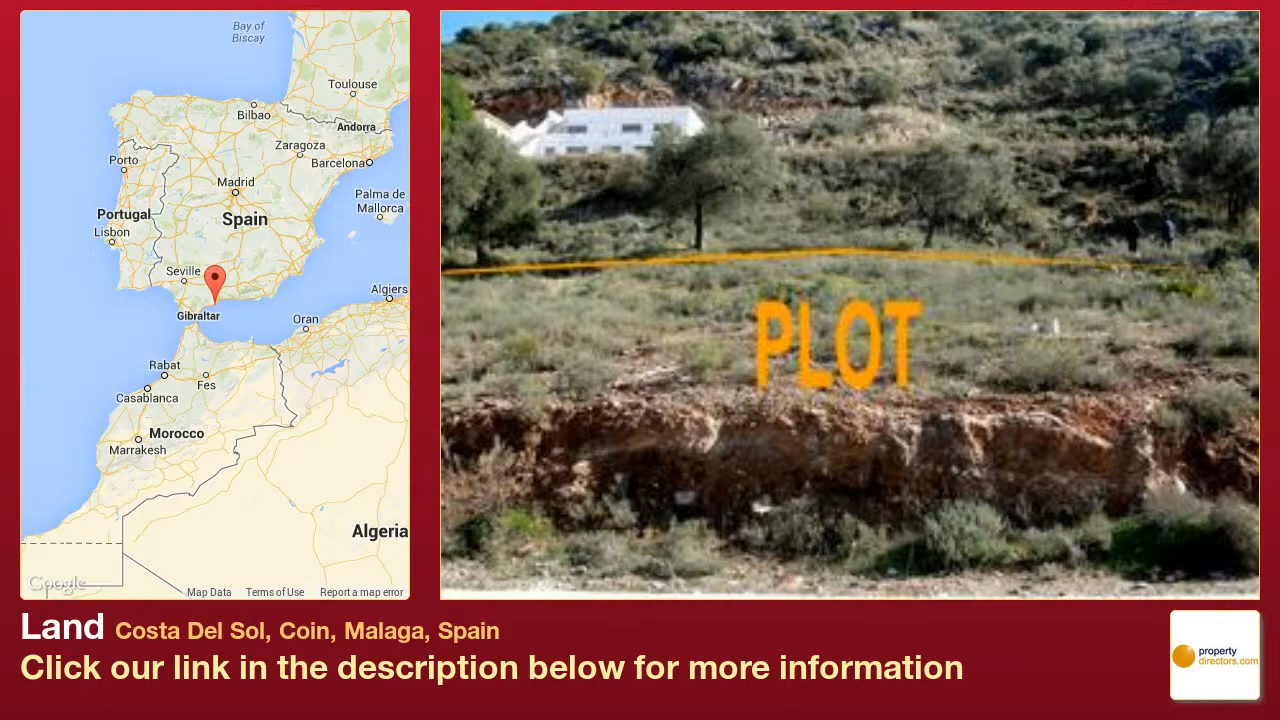 Bay of
Biscay
Toulouse
Bilbao
Andorra
Zaragoza
Porto
Barcelona
Madrid
Palma de
Mallorca
Portugal
Spain
Lisbon
Seville
Algiers
Gibraltar
Oran
Rabat
Fes
Casablanca
Morocco
Marrakesh
Algeria
Google
Map Data
Terms of Use
Report a map error
PLOT
Land Costa Del Sol, Coin, Malaga, Spain
Click our link in the description below for more information
property
directors.com